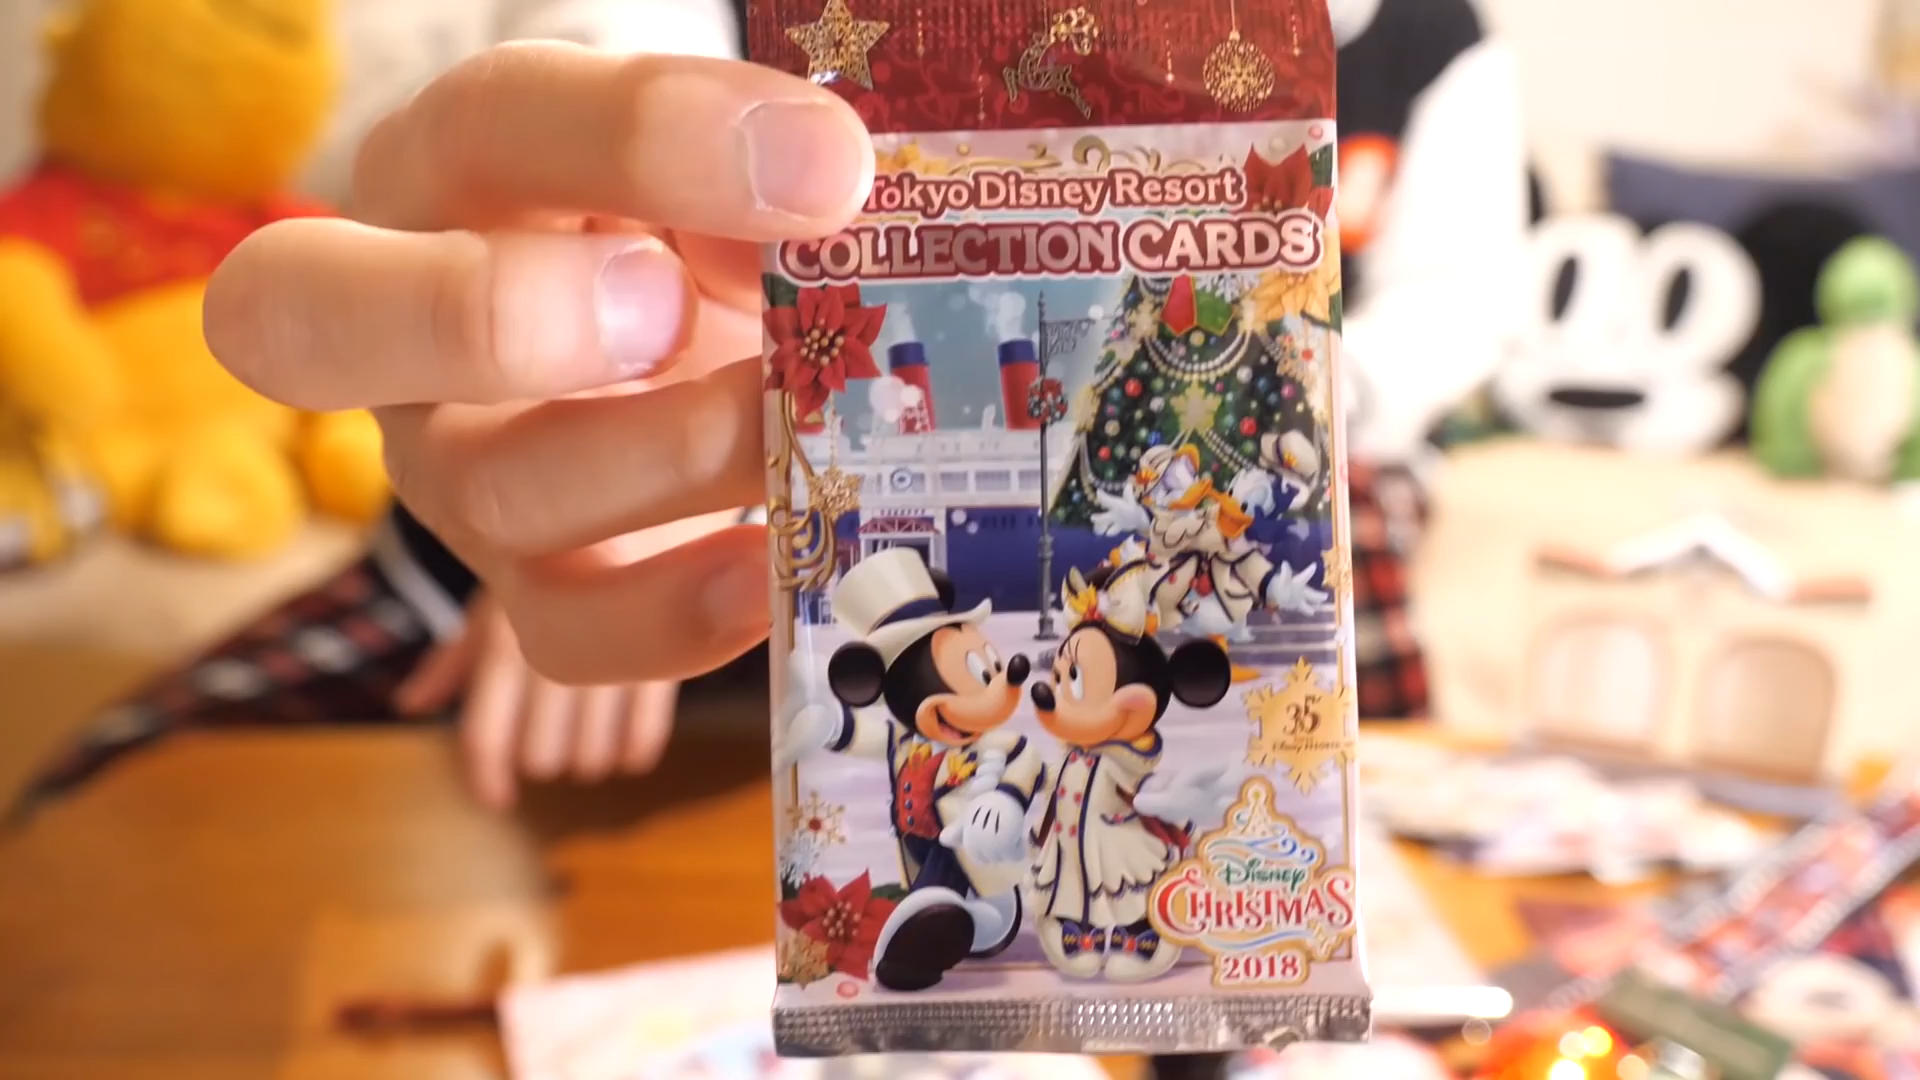 Tokyo Disney Resort
COLLECTION CARDS
35
Disney
CHRISTMAS
2018